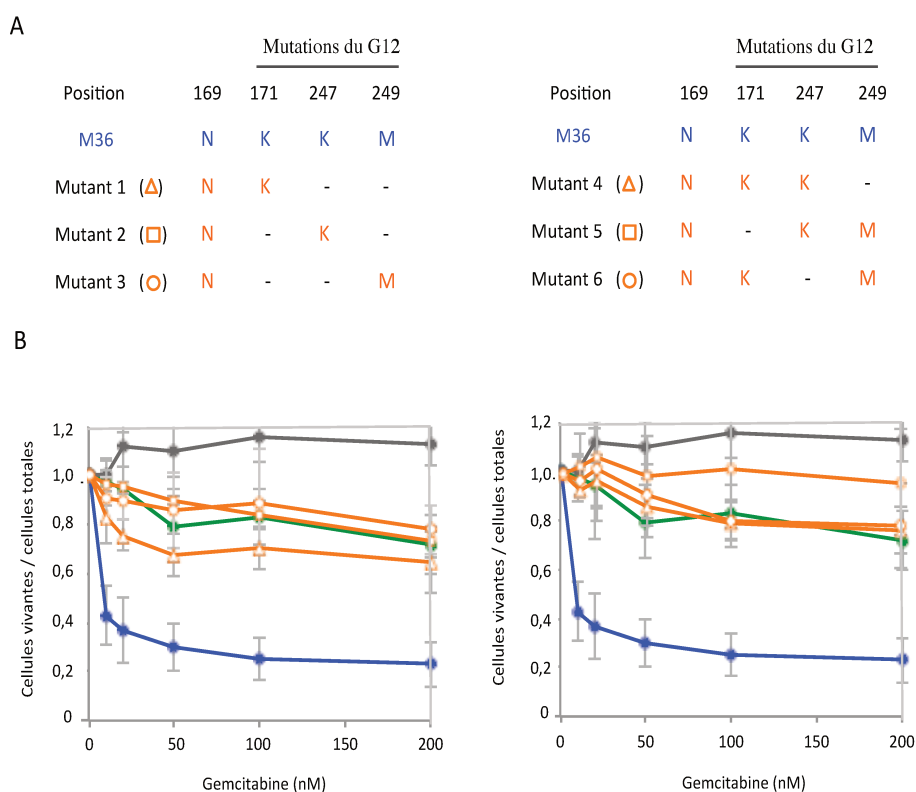 A
Mutations du G12
Position 169 171 247 249
M36 N K K M
Mutant 1 ( ) N K - -
Mutant 2 ( ) N - K -
Mutant 3 ( ) N - - M
Mutations du G12
Position 169 171 247 249
M36 N K K M
Mutant 4 ( ) N K K -
Mutant 5 ( ) N - K M
Mutant 6 ( ) N K - M
B
Cellules vivantes / cellules totales
1,2
1,0
0,8
0,6
0,4
0,2
0
0 50 100 150 200
Gemcitabine (nM)
Cellules vivantes / cellules totales
1,2
1,0
0,8
0,6
0,4
0,2
0
0 50 100 150 200
Gemcitabine (nM)